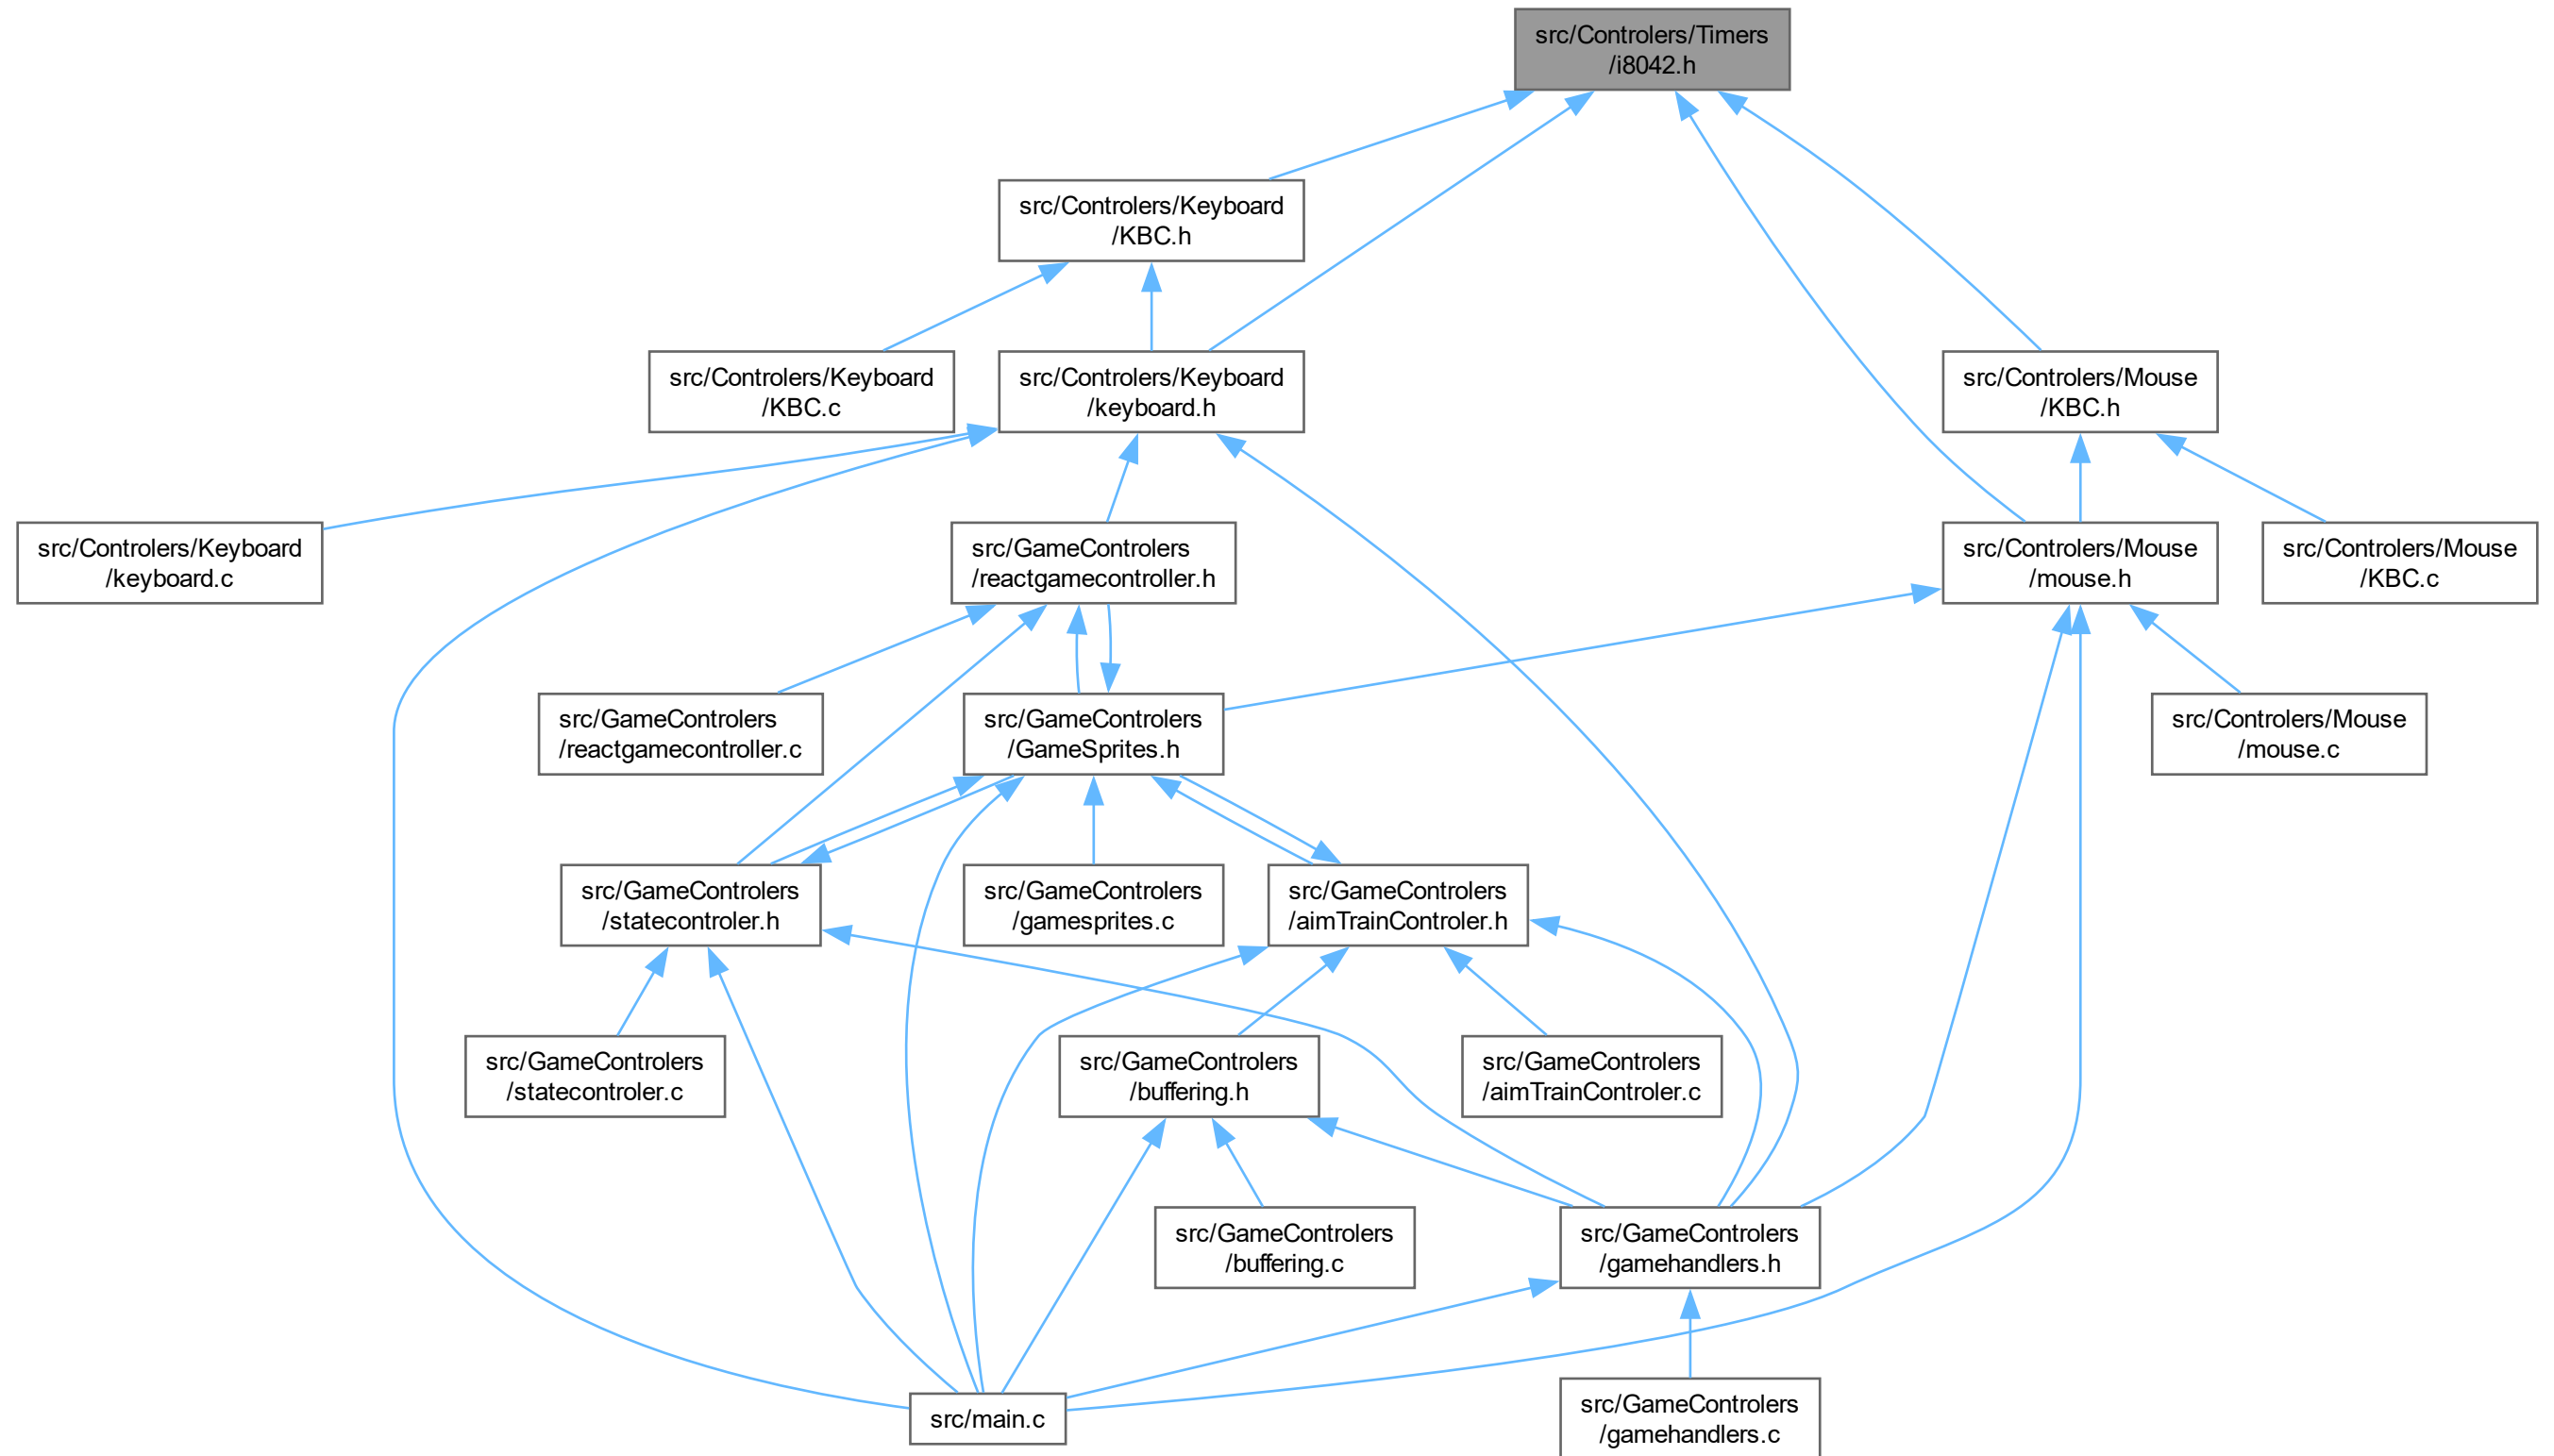 src/Controlers/Timers
/i8042.h
src/Controlers/Keyboard
/KBC.h
src/Controlers/Keyboard
/KBC.c
src/Controlers/Keyboard
/keyboard.h
src/Controlers/Mouse
/KBC.h
src/Controlers/Keyboard
/keyboard.c
src/GameControlers
/reactgamecontroller.h
src/Controlers/Mouse
/mouse.h
src/Controlers/Mouse
/KBC.c
src/GameControlers
/reactgamecontroller.c
src/GameControlers
/GameSprites.h
src/Controlers/Mouse
/mouse.c
src/GameControlers
/statecontroler.h
src/GameControlers
/gamesprites.c
src/GameControlers
/aimTrainControler.h
src/GameControlers
/statecontroler.c
src/GameControlers
/buffering.h
src/GameControlers
/aimTrainControler.c
src/GameControlers
/buffering.c
src/GameControlers
/gamehandlers.h
src/main.c
src/GameControlers
/gamehandlers.c